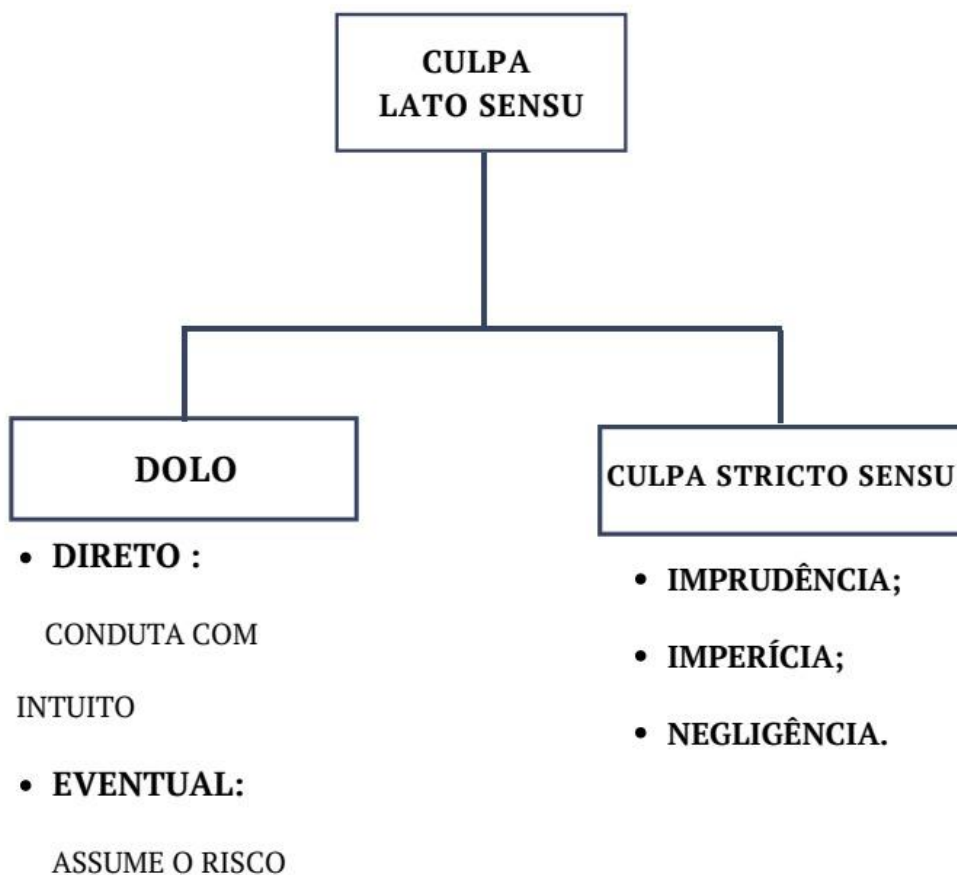 CULPA
LATO SENSU
DOLO
• DIRETO :
CONDUTA COM
INTUITO
• EVENTUAL:
ASSUME O RISCO
CULPA STRICTO SENSU
• IMPRUDÊNCIA;
• IMPERÍCIA;
• NEGLIGÊNCIA.